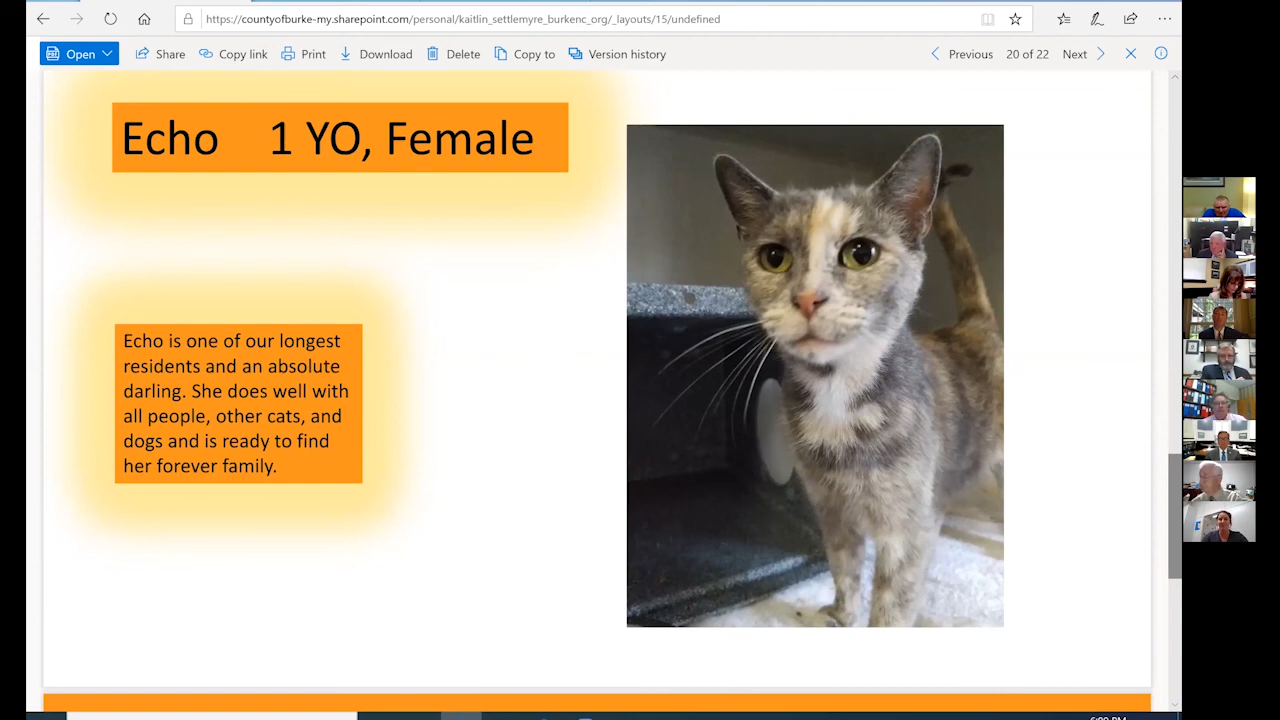 https://countyofburke-my.sharepoint.com/personal/kaitlin_settlemyre_burkenc_org/_layouts/15/undefined
Open Share Copy link Print Download Delete Copy to Version history Previous 20 of 22 Next
Echo 1 YO, Female
Echo is one of our longest
residents and an absolute
darling. She does well with
all people, other cats, and
dogs and is ready to find
her forever family.